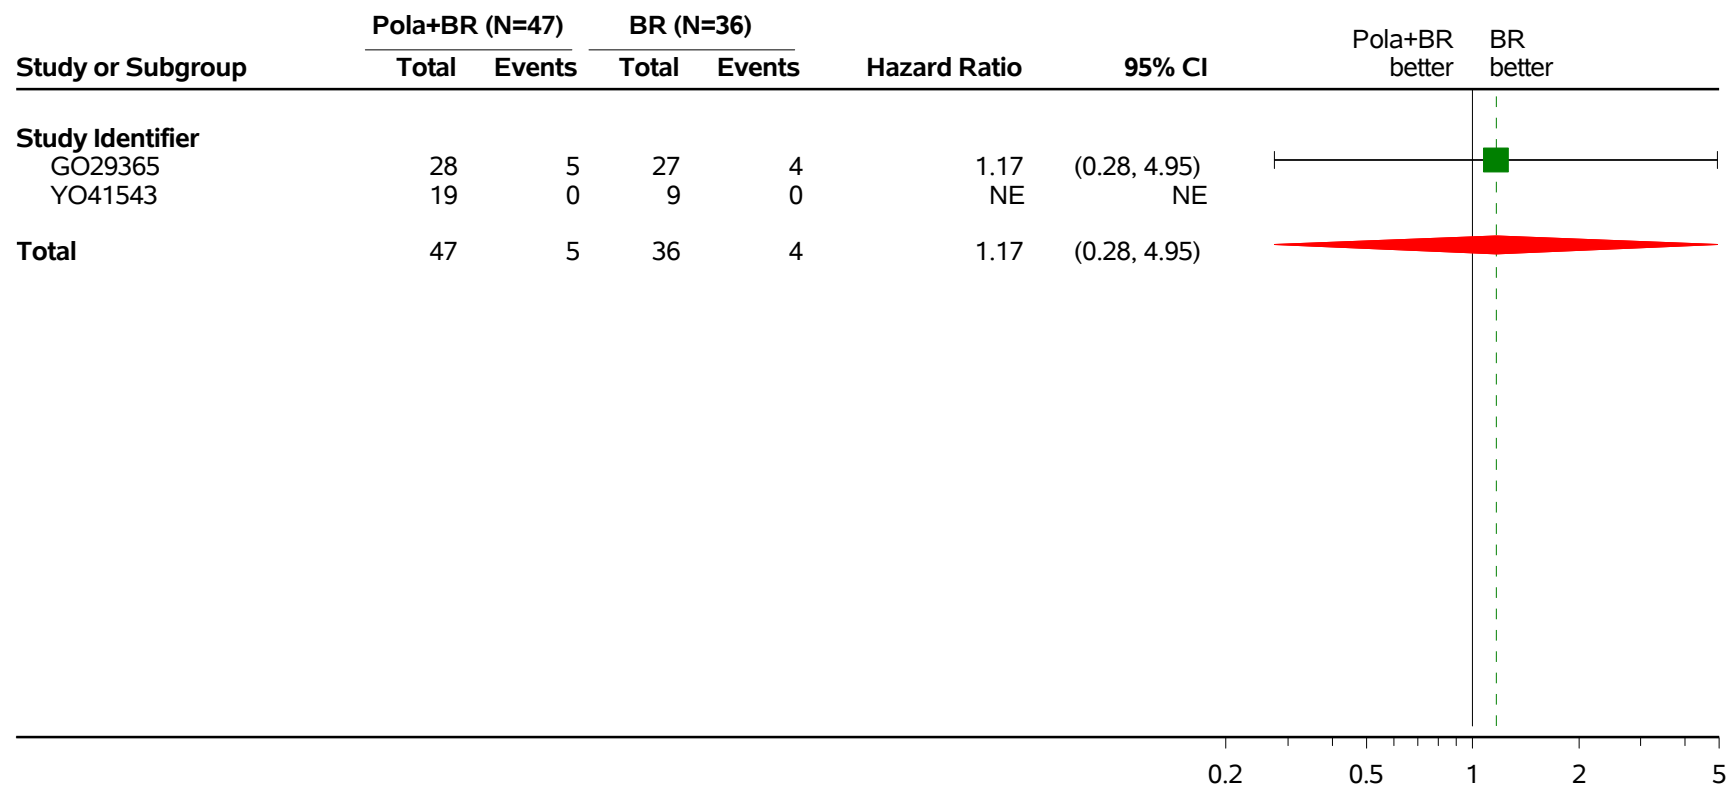 Pola+BR (N=47) BR (N=36) Pola+BR BR
Study or Subgroup Total Events Total Events Hazard Ratio 95% CI better better
Study Identifier
GO29365 28 5 27 4 1.17 (0.28, 4.95)
YO41543 19 0 9 0 NE NE
Total 47 5 36 4 1.17 (0.28, 4.95)
0.2 0.5 1 2 5